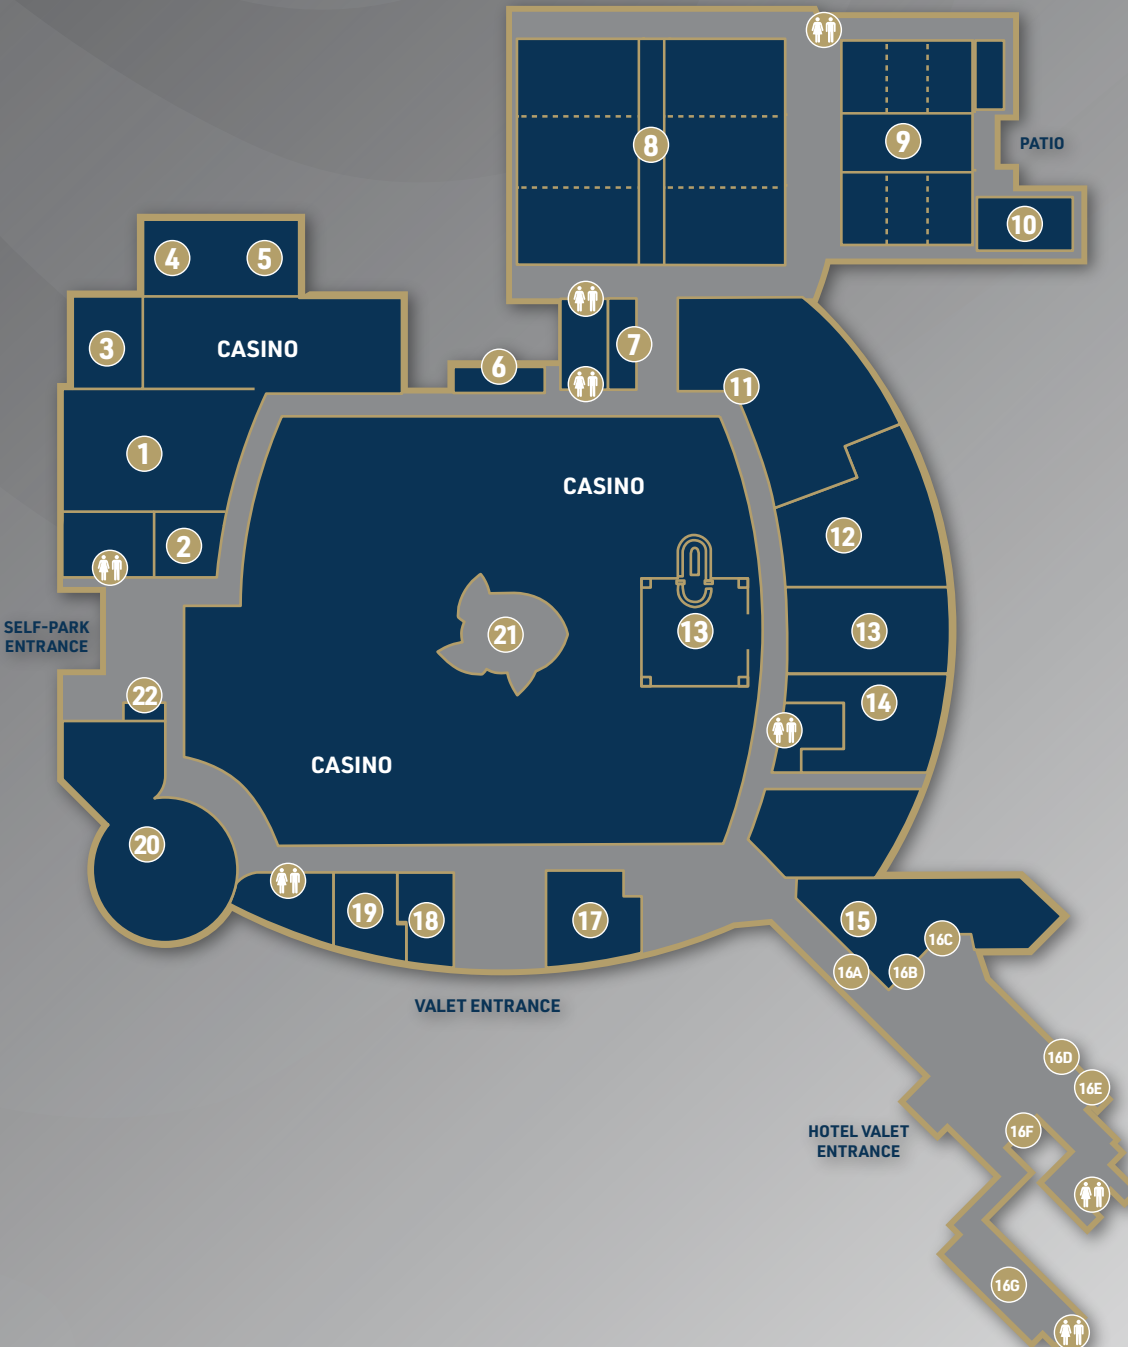 8
9
PATIO
10
4
5
3
CASINO
7
6
11
1
CASINO
2
12
SELF-PARK
ENTRANCE
21
13
13
22
14
CASINO
20
19
18
17
15
16C
16A
16B
VALET ENTRANCE
16D
16E
HOTEL VALET
ENTRANCE
16F
16G